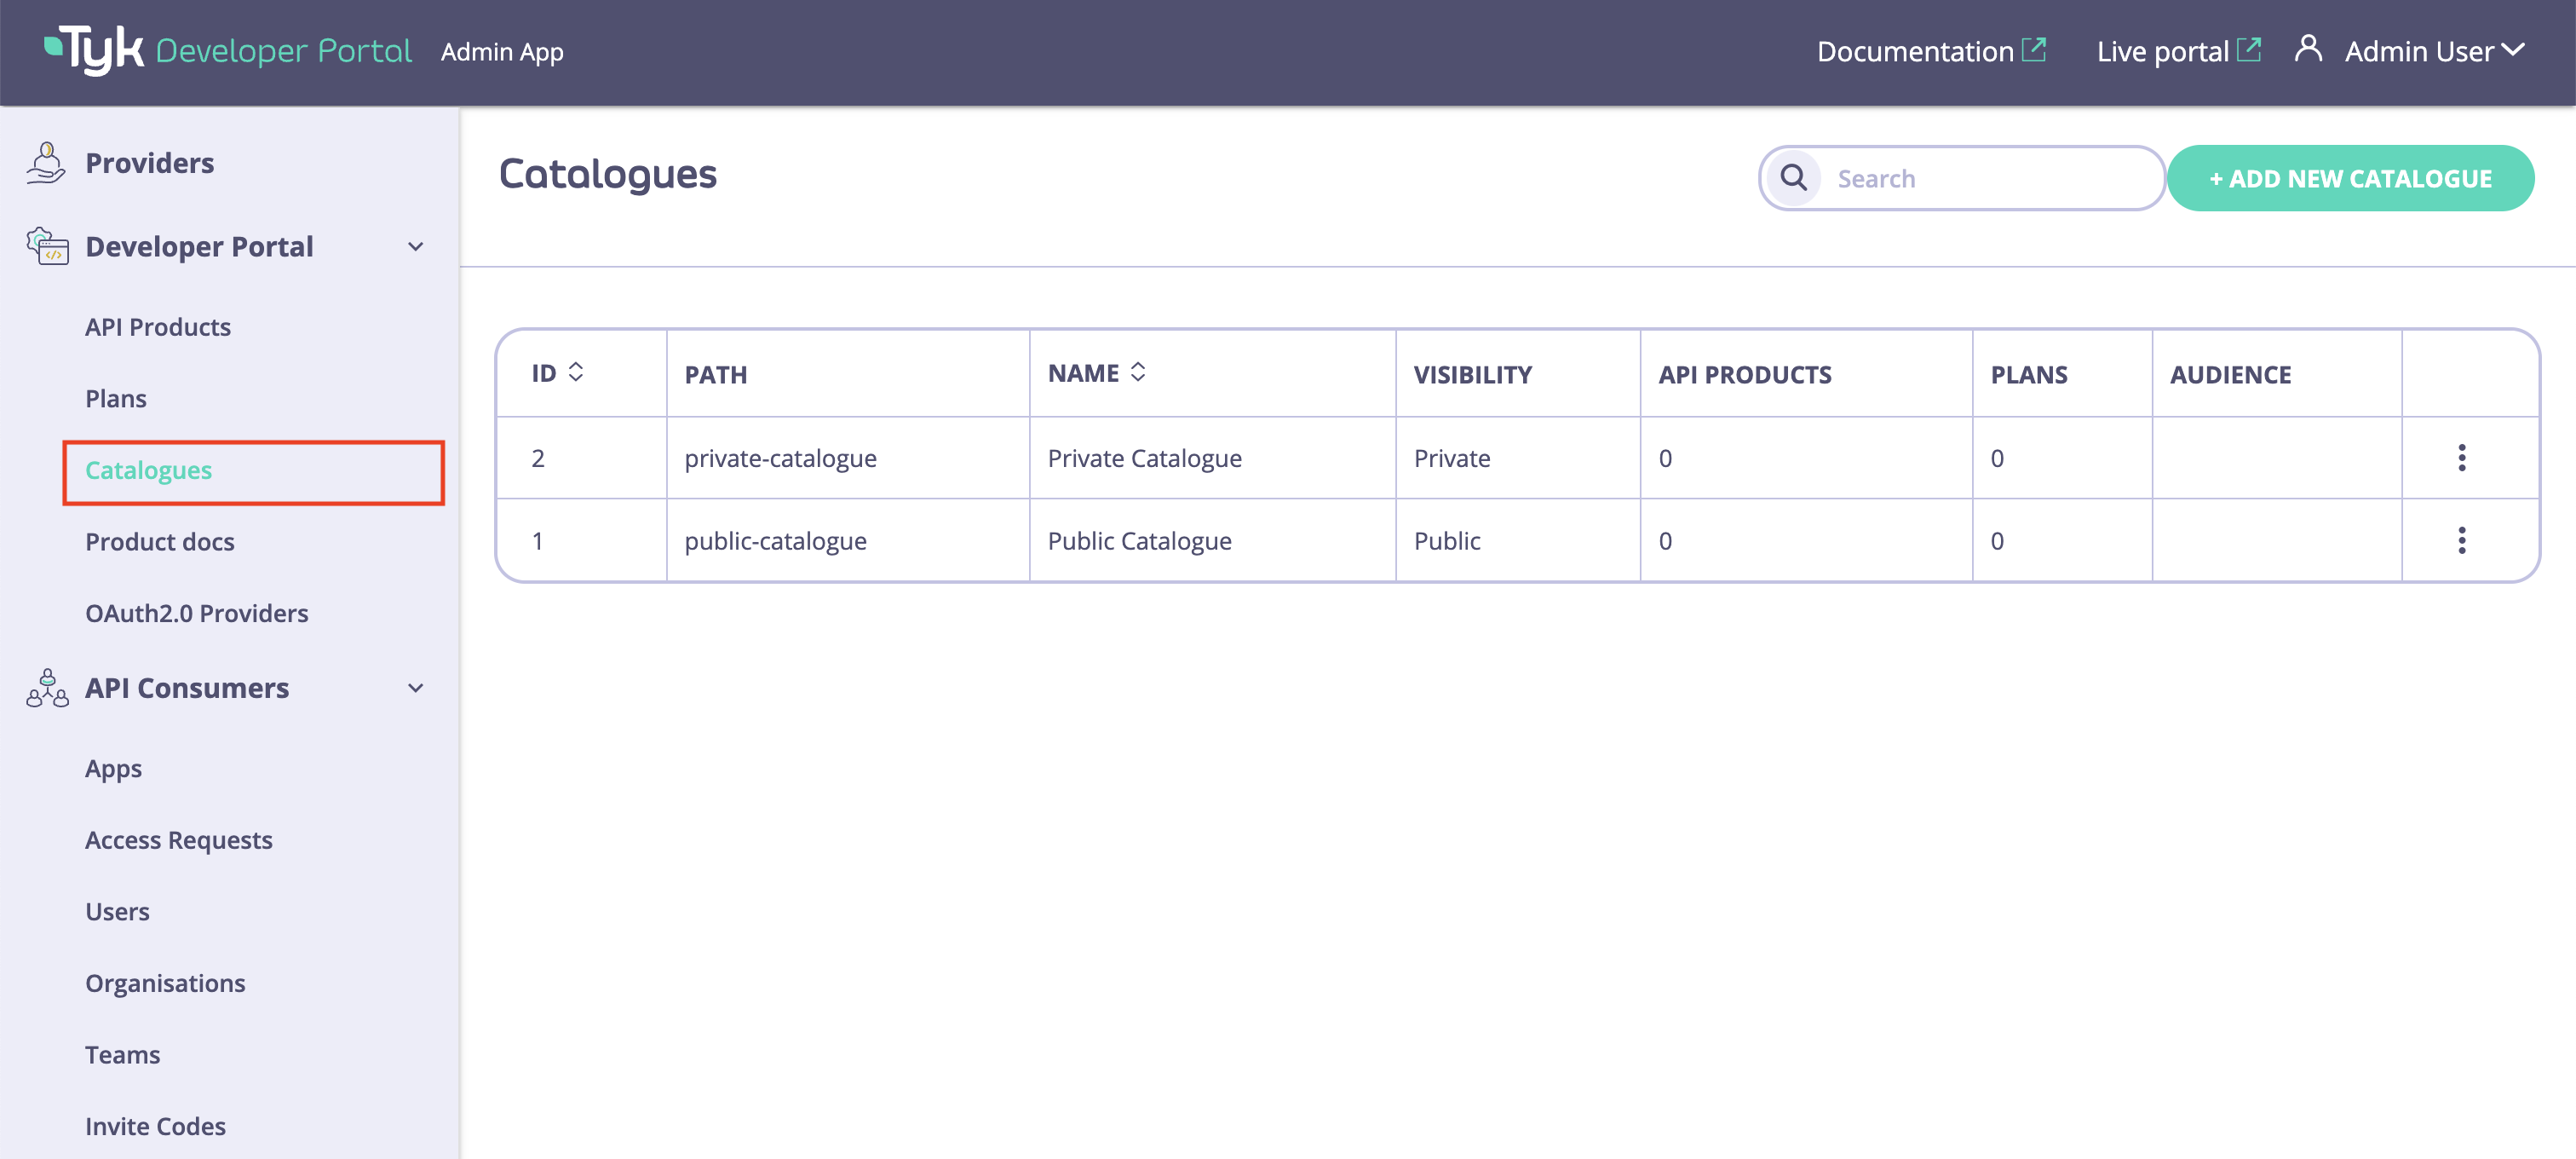 Tyk Developer Portal Admin App Documentation Live portal Admin User
Providers
Developer Portal
API Products
Plans
Catalogues
Product docs
OAuth2.0 Providers
API Consumers
Apps
Access Requests
Users
Organisations
Teams
Invite Codes
Catalogues Search + ADD NEW CATALOGUE
ID PATH NAME VISIBILITY API PRODUCTS PLANS AUDIENCE
2 private-catalogue Private Catalogue Private 0 0
1 public-catalogue Public Catalogue Public 0 0